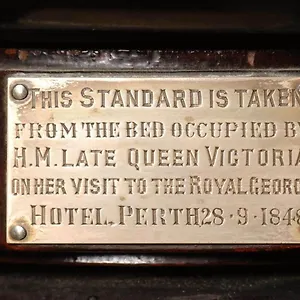 THIS STANDARD IS TAKEN
FROM THE BED OCCUPIED BY
H.M. LATE QUEEN VICTORIA
ON HER VISIT TO THE ROYAL GEORG
HOTEL, PERTH 28·9·1848